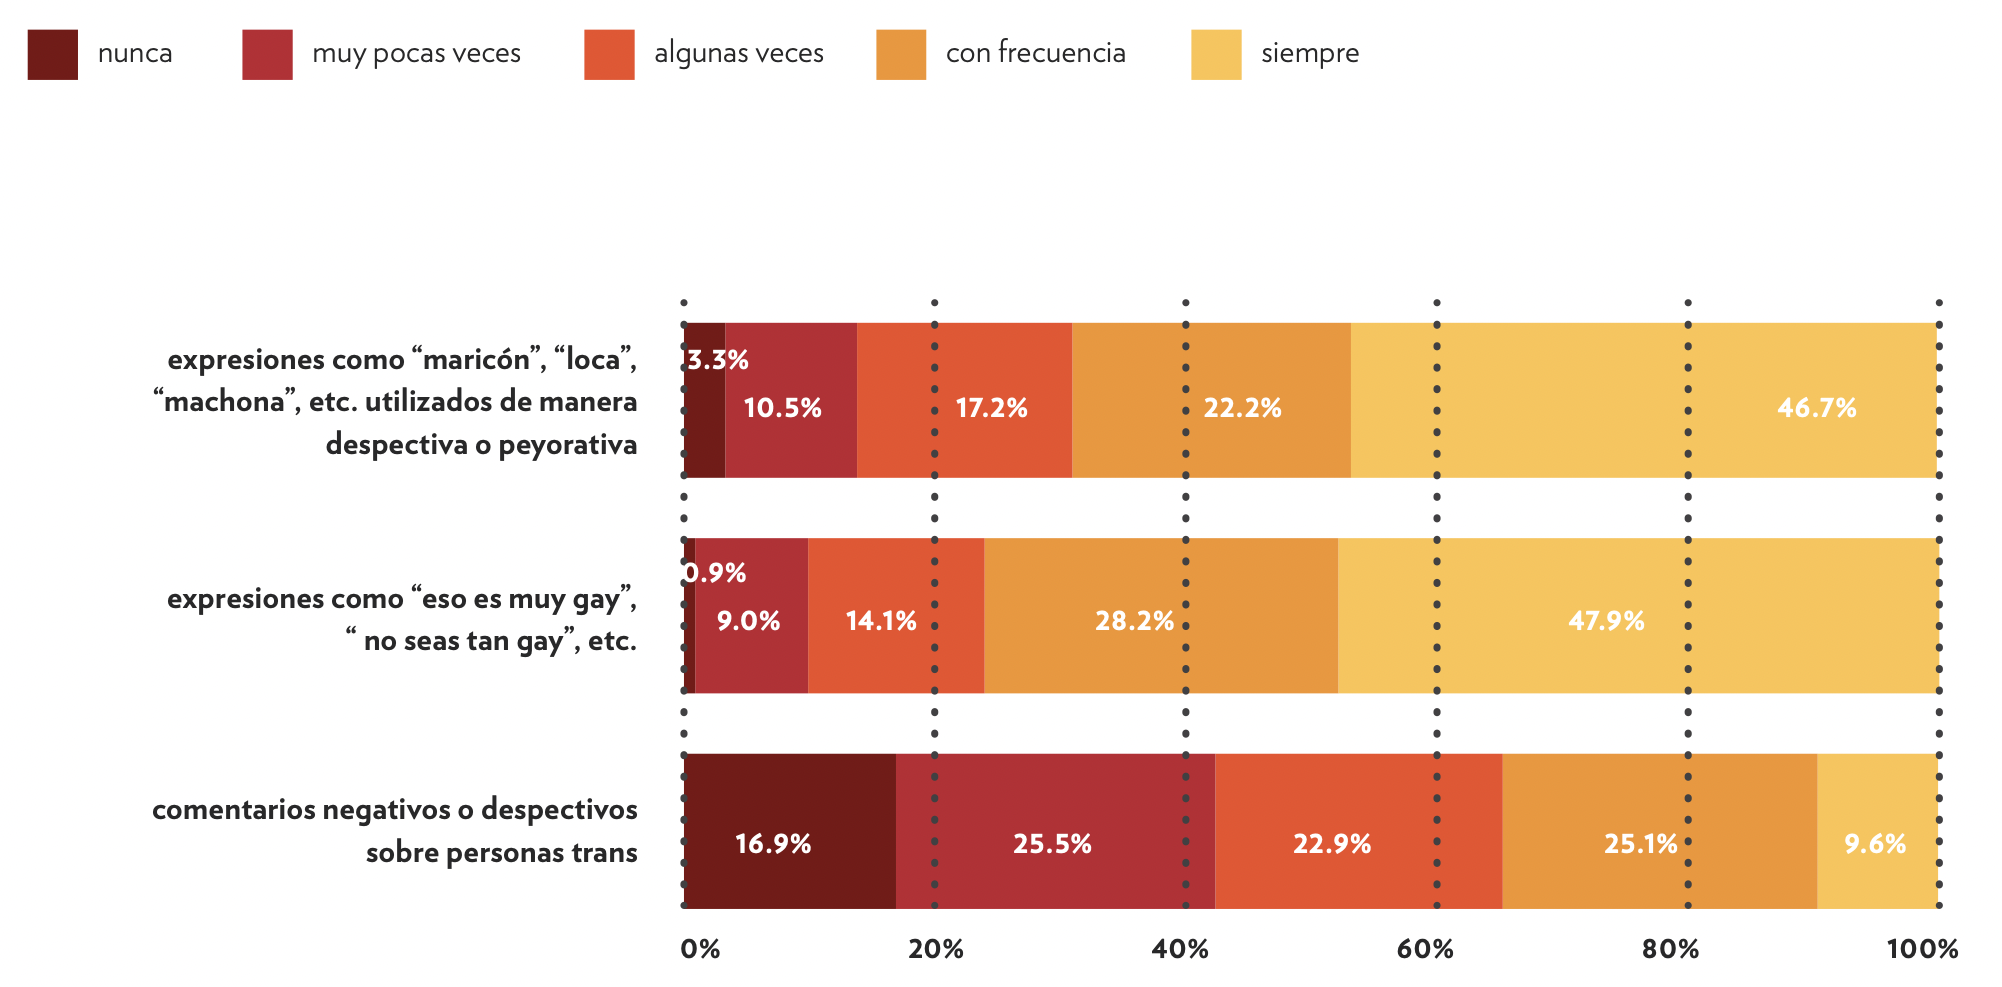 nunca muy pocas veces algunas veces con frecuencia siempre
expresiones como “maricón”, “loca”,
“machona”, etc. utilizados de manera
despectiva o peyorativa
3.3%
10.5% 17.2% 22.2% 46.7%
expresiones como “eso es muy gay”,
“ no seas tan gay”, etc.
0.9%
9.0% 14.1% 28.2% 47.9%
comentarios negativos o despectivos
sobre personas trans
16.9% 25.5% 22.9% 25.1% 9.6%
0% 20% 40% 60% 80% 100%